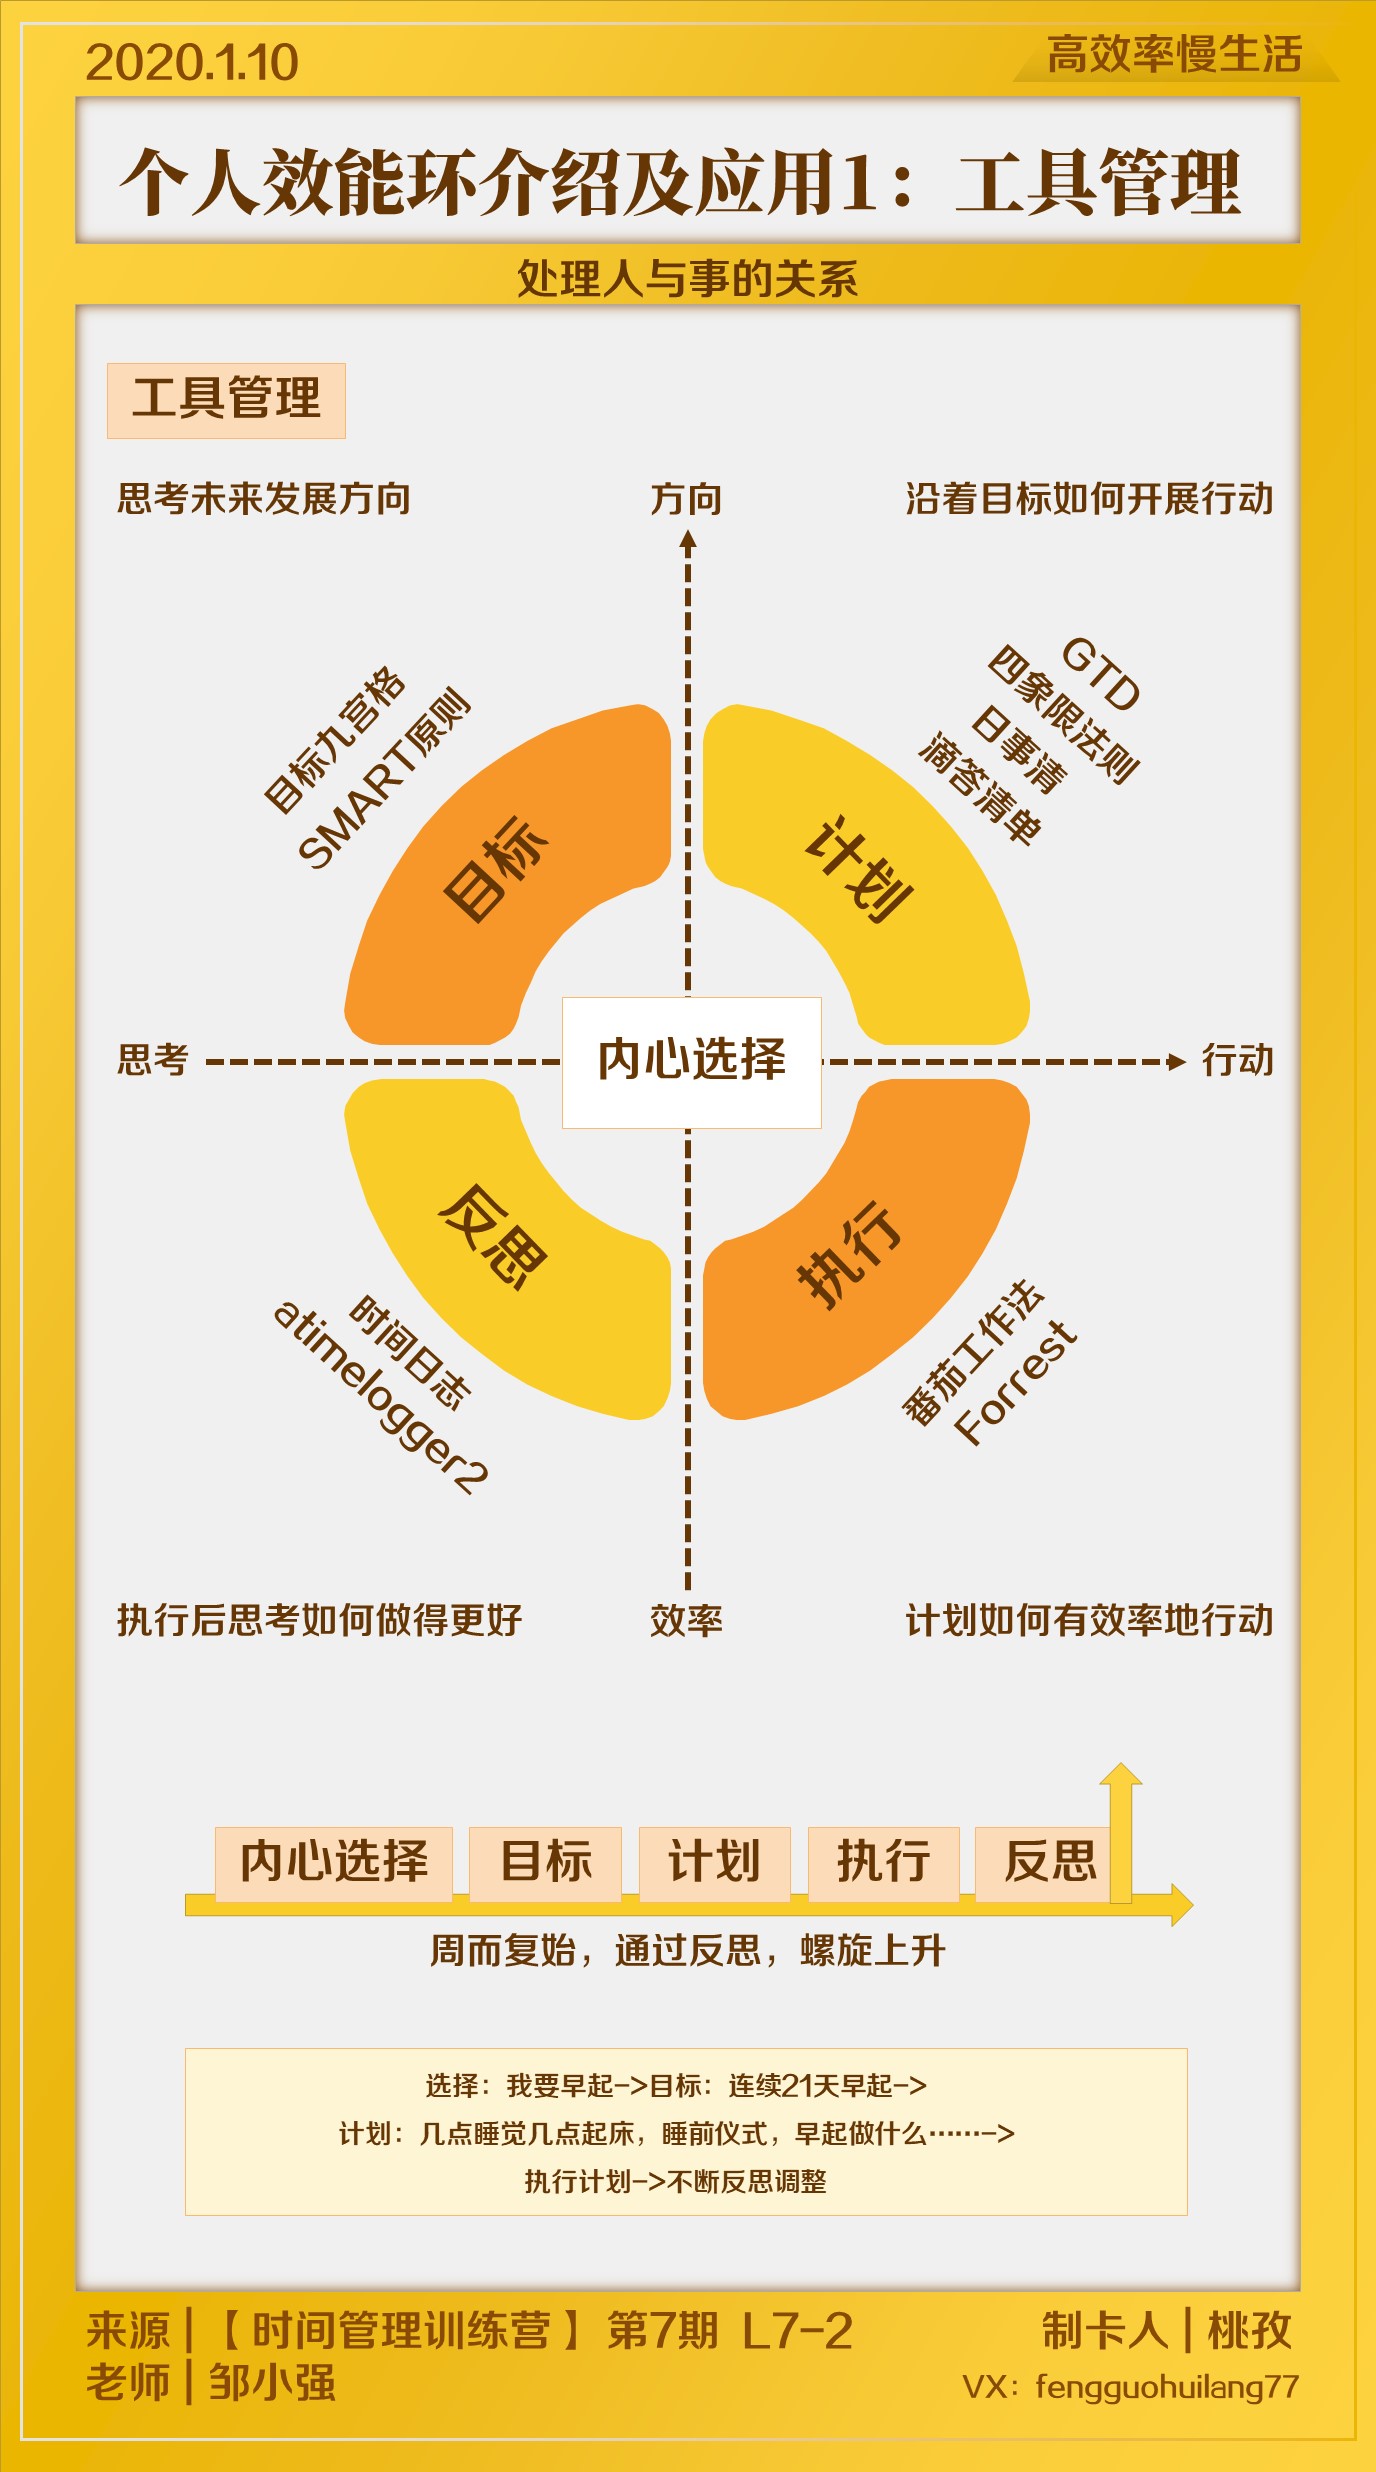 2020.1.10
高效率慢生活
个人效能环介绍及应用1：工具管理
处理人与事的关系
工具管理
思考未来发展方向
方向
沿着目标如何开展行动
目标九宫格
SMART原则
GTD
四象限法则
日事清
滴答清单
目标
计划
思考
内心选择
行动
反思
执行
时间日志
atimelogger2
番茄工作法
Forrest
执行后思考如何做得更好
效率
计划如何有效率地行动
内心选择
目标
计划
执行
反思
周而复始，通过反思，螺旋上升
选择：我要早起->目标：连续21天早起->
计划：几点睡觉几点起床，睡前仪式，早起做什么……->
执行计划->不断反思调整
来源｜【时间管理训练营】第7期 L7-2
老师｜邹小强
制卡人｜桃孜
VX：fengguohuilang77